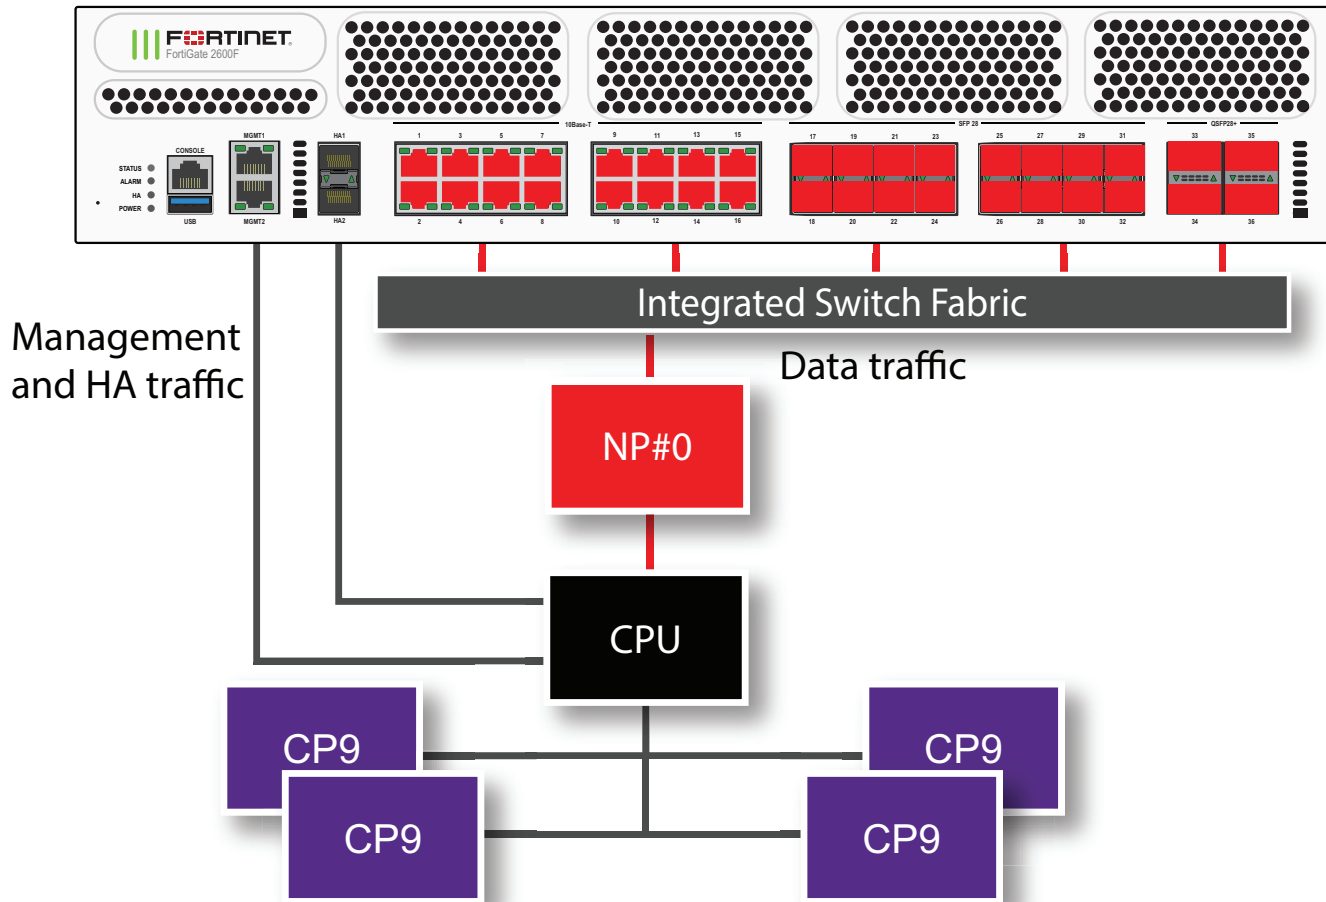 FORTINET
FortiGate 2600F
10Base-T
SFP 28
QSFP28+
MGMT1
HA1
1 3 5 7
9 11 13 15
17 19 21 23
25 27 29 31
33 35
CONSOLE
STATUS
ALARM
HA
POWER
USB
MGMT2
HA2
2 4 6 8
10 12 14 16
18 20 22 24
26 28 30 32
34 36
Integrated Switch Fabric
Management
and HA traffic
Data traffic
NP#0
CPU
CP9
CP9
CP9
CP9